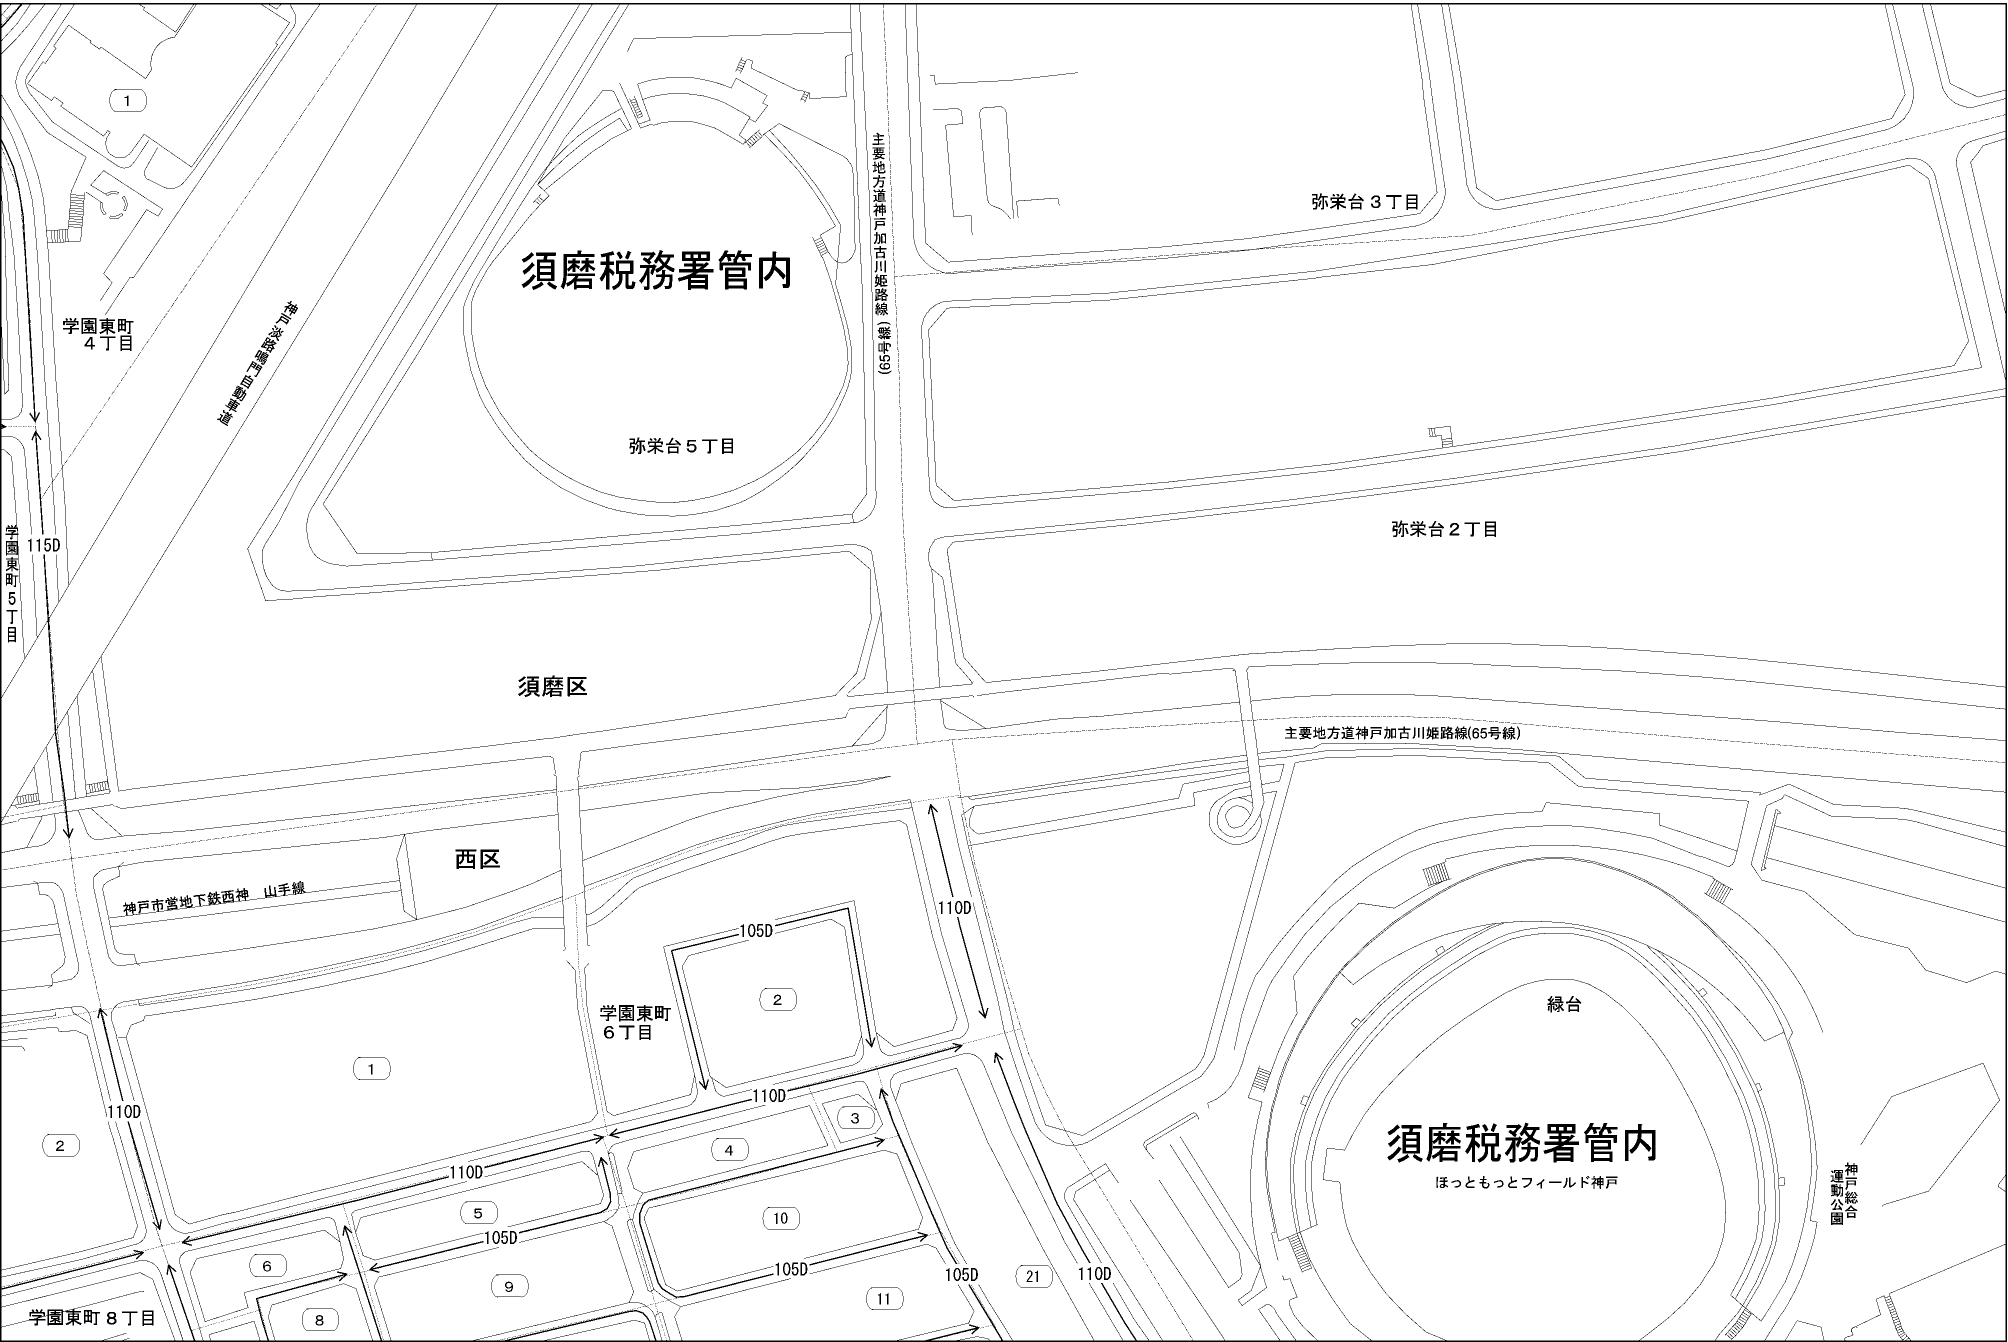 1
主要地方道神戸加古川姫路線(65号線)
弥栄台3丁目
須磨税務署管内
神戸淡路鳴門自動車道
学園東町
4丁目
弥栄台5丁目
弥栄台2丁目
学園東町5丁目
115D
須磨区
主要地方道神戸加古川姫路線(65号線)
西区
神戸市営地下鉄西神 山手線
110D
105D
2
学園東町
6丁目
緑台
1
110D
110D
3
2
4
須磨税務署管内
ほっともっとフィールド神戸
神戸総合
運動公園
110D
5
10
105D
6
9
105D
105D
21
110D
11
学園東町8丁目
8